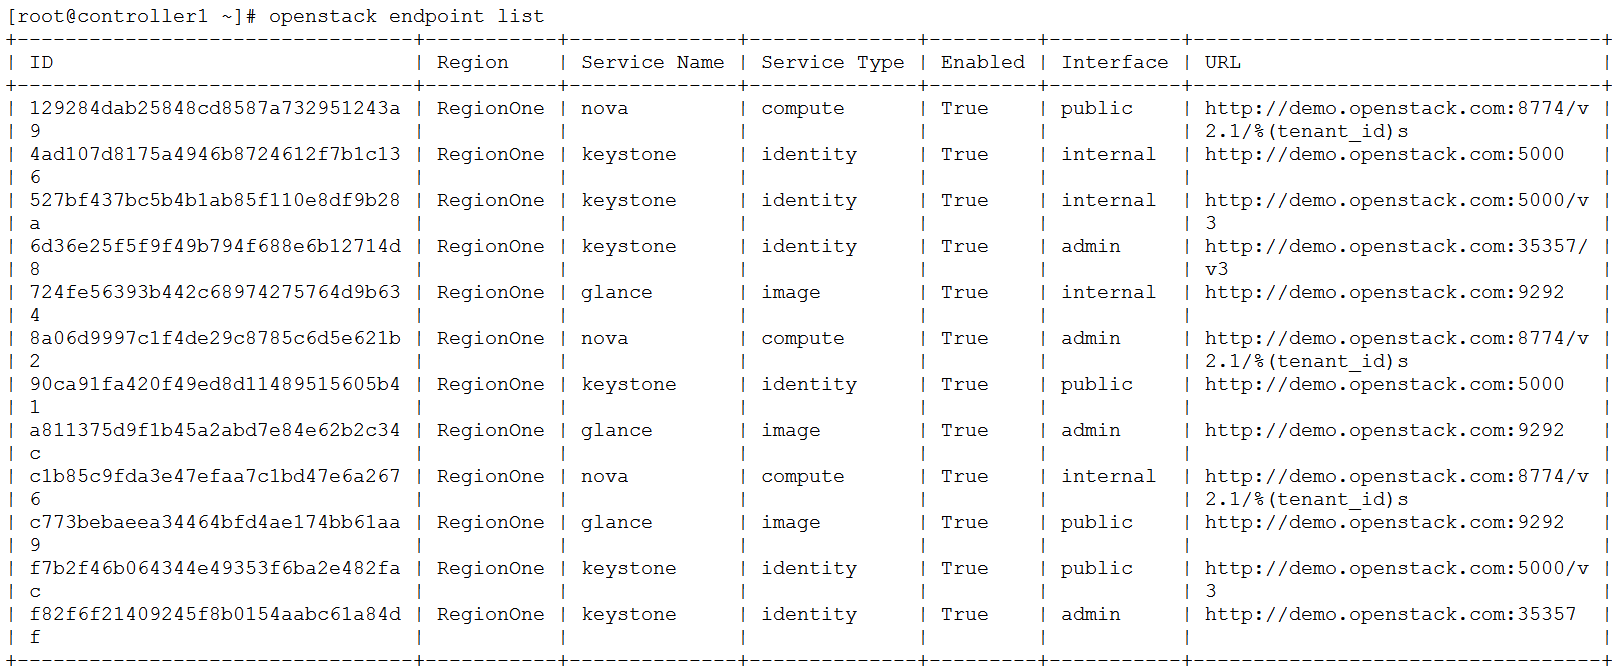 [root@controller1 ~]# openstack endpoint list
+----------------------------------+-----------+--------------+--------------+---------+-----------+----------------------------------+
| ID                               | Region    | Service Name | Service Type | Enabled | Interface | URL                              |
+----------------------------------+-----------+--------------+--------------+---------+-----------+----------------------------------+
| 129284dab25848cd8587a732951243a  | RegionOne | nova         | compute      | True    | public    | http://demo.openstack.com:8774/v |
| 9                                |           |              |              |         |           | 2.1/%(tenant_id)s                |
| 4ad107d8175a4946b8724612f7b1c13  | RegionOne | keystone     | identity     | True    | internal  | http://demo.openstack.com:5000   |
| 6                                |           |              |              |         |           |                                  |
| 527bf437bc5b4b1ab85f110e8df9b28  | RegionOne | keystone     | identity     | True    | internal  | http://demo.openstack.com:5000/v |
| a                                |           |              |              |         |           | 3                                |
| 6d36e25f5f9f49b794f688e6b12714d  | RegionOne | keystone     | identity     | True    | admin     | http://demo.openstack.com:35357/ |
| 8                                |           |              |              |         |           | v3                               |
| 724fe56393b442c68974275764d9b63  | RegionOne | glance       | image        | True    | internal  | http://demo.openstack.com:9292   |
| 4                                |           |              |              |         |           |                                  |
| 8a06d9997c1f4de29c8785c6d5e621b  | RegionOne | nova         | compute      | True    | admin     | http://demo.openstack.com:8774/v |
| 2                                |           |              |              |         |           | 2.1/%(tenant_id)s                |
| 90ca91fa420f49ed8d11489515605b4  | RegionOne | keystone     | identity     | True    | public    | http://demo.openstack.com:5000   |
| 1                                |           |              |              |         |           |                                  |
| a811375d9f1b45a2abd7e84e62b2c34  | RegionOne | glance       | image        | True    | admin     | http://demo.openstack.com:9292   |
| c                                |           |              |              |         |           |                                  |
| c1b85c9fda3e47efaa7c1bd47e6a267  | RegionOne | nova         | compute      | True    | internal  | http://demo.openstack.com:8774/v |
| 6                                |           |              |              |         |           | 2.1/%(tenant_id)s                |
| c773bebaeea34464bfd4ae174bb61aa  | RegionOne | glance       | image        | True    | public    | http://demo.openstack.com:9292   |
| 9                                |           |              |              |         |           |                                  |
| f7b2f46b064344e49353f6ba2e482fa  | RegionOne | keystone     | identity     | True    | public    | http://demo.openstack.com:5000/v |
| c                                |           |              |              |         |           | 3                                |
| f82f6f21409245f8b0154aabc61a84d  | RegionOne | keystone     | identity     | True    | admin     | http://demo.openstack.com:35357  |
| f                                |           |              |              |         |           |                                  |
+----------------------------------+-----------+--------------+--------------+---------+-----------+----------------------------------+